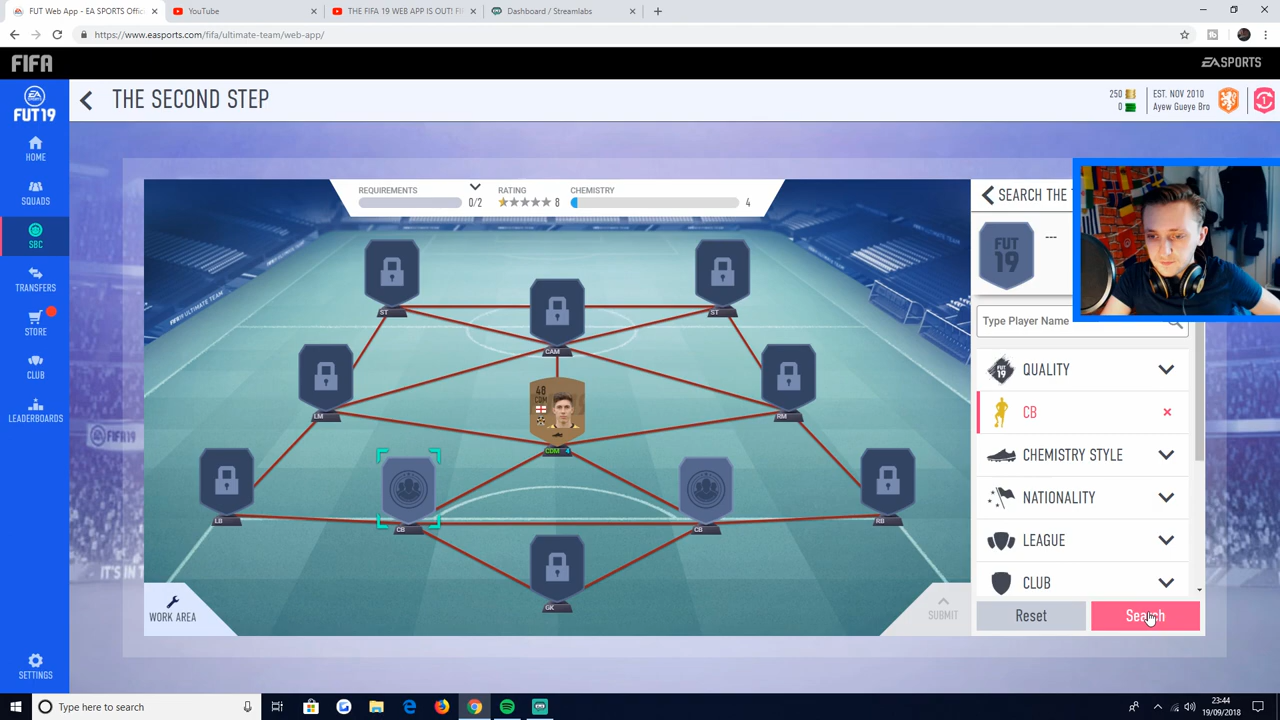 FUT Web App - EA SPORTS Offici
YouTube
THE FIFA 19 WEB APP IS OUT! FI
Dashboard / Streamlabs
https://www.easports.com/fifa/ultimate-team/web-app/
FIFA
EA SPORTS
FUT 19
THE SECOND STEP
250
0
EST. NOV 2010
Ayew Gueye Bro
HOME
SQUADS
SBC
TRANSFERS
STORE
CLUB
LEADERBOARDS
SETTINGS
REQUIREMENTS
0/2
RATING
8
CHEMISTRY
4
ST
ST
CAM
LM
RM
48
CDM
CDM
LB
CB
CB
RB
GK
WORK AREA
SUBMIT
SEARCH THE
FUT
19
---
Type Player Name
QUALITY
CB
CHEMISTRY STYLE
NATIONALITY
LEAGUE
CLUB
Reset
Search
Type here to search
23:44
19/09/2018